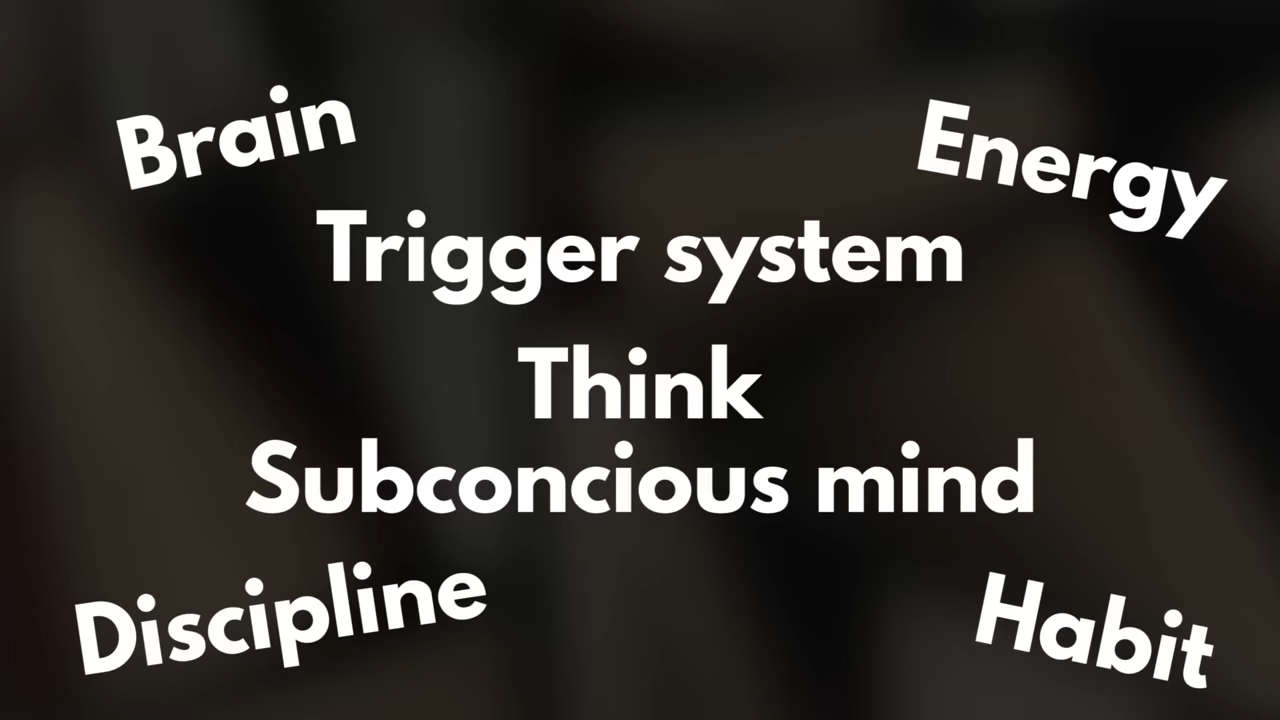 Brain
Energy
Trigger system
Think
Subconcious mind
Discipline
Habit